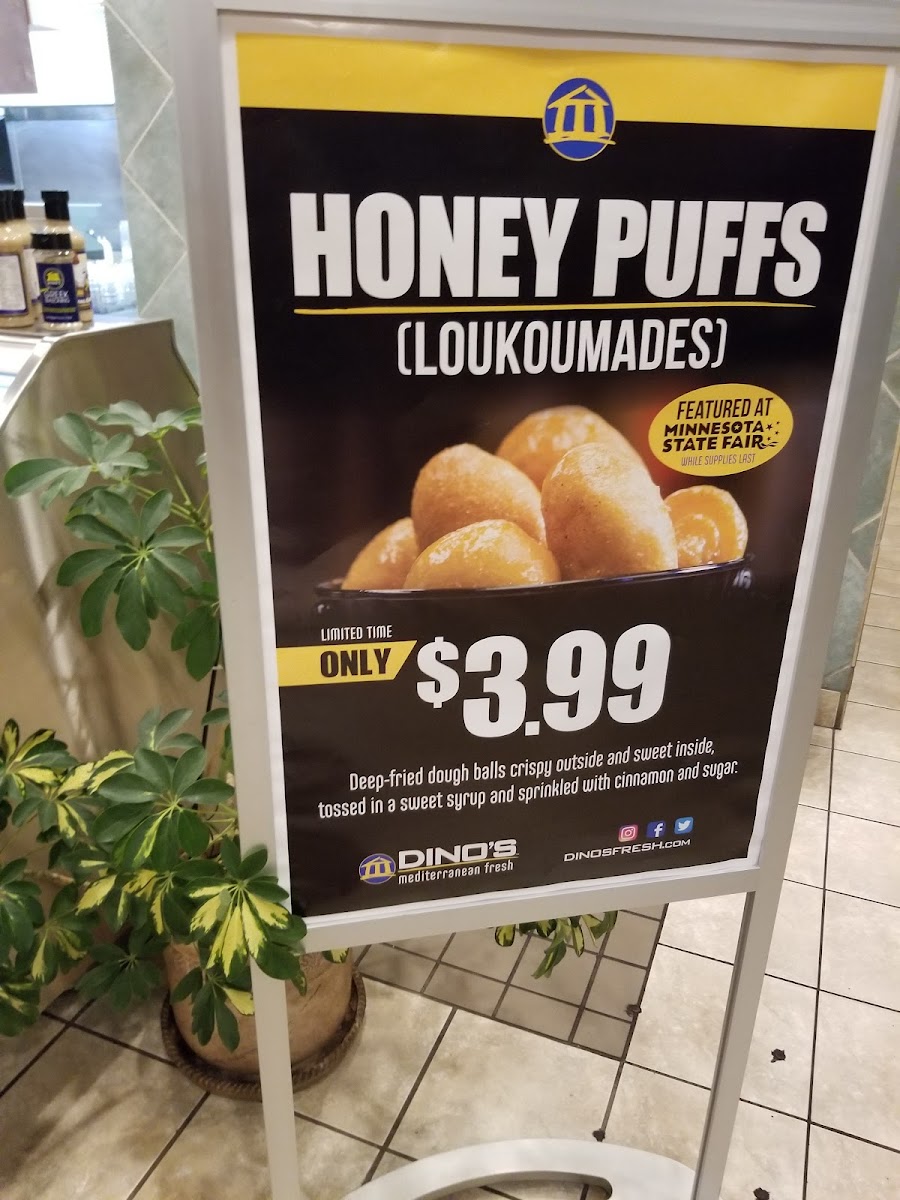 HONEY PUFFS
(LOUKOUMADES)
FEATURED AT
MINNESOTA
STATE FAIR
WHILE SUPPLIES LAST
LIMITED TIME
ONLY
$3.99
Deep-fried dough balls crispy outside and sweet inside,
tossed in a sweet syrup and sprinkled with cinnamon and sugar.
DINO'S
mediterranean fresh
DINOSFRESH.COM
GREEK